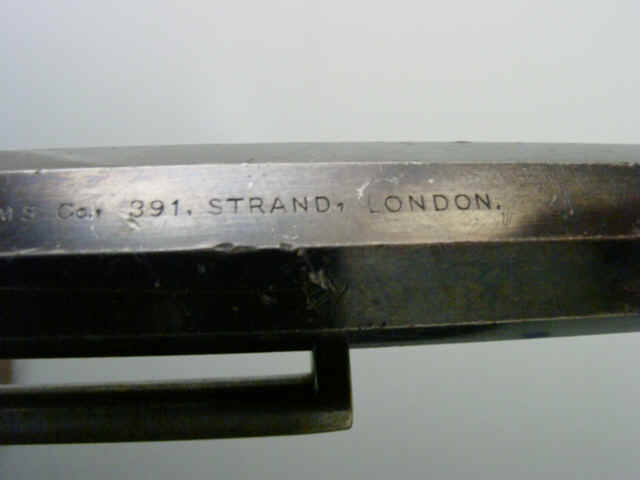 MS Co., 391, STRAND, LONDON.